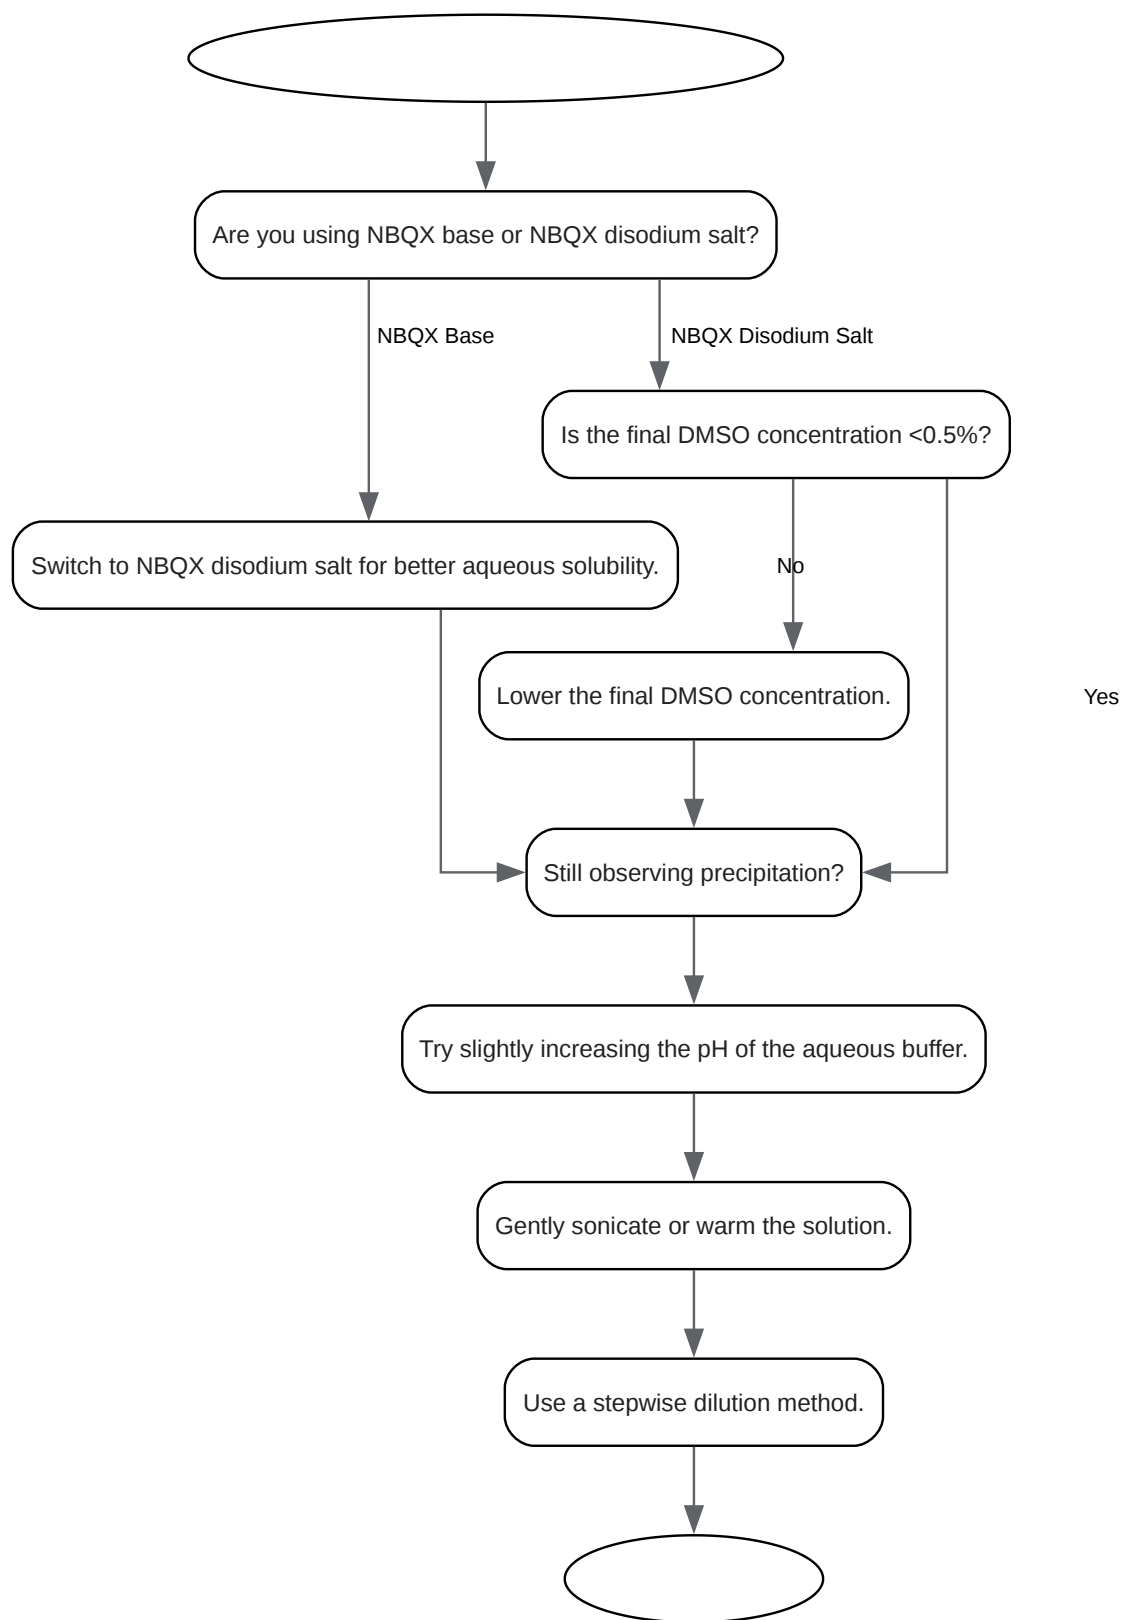 Are you using NBQX base or NBQX disodium salt?
NBQX Base
NBQX Disodium Salt
Is the final DMSO concentration <0.5%?
Switch to NBQX disodium salt for better aqueous solubility.
No
Lower the final DMSO concentration.
Yes
Still observing precipitation?
Try slightly increasing the pH of the aqueous buffer.
Gently sonicate or warm the solution.
Use a stepwise dilution method.